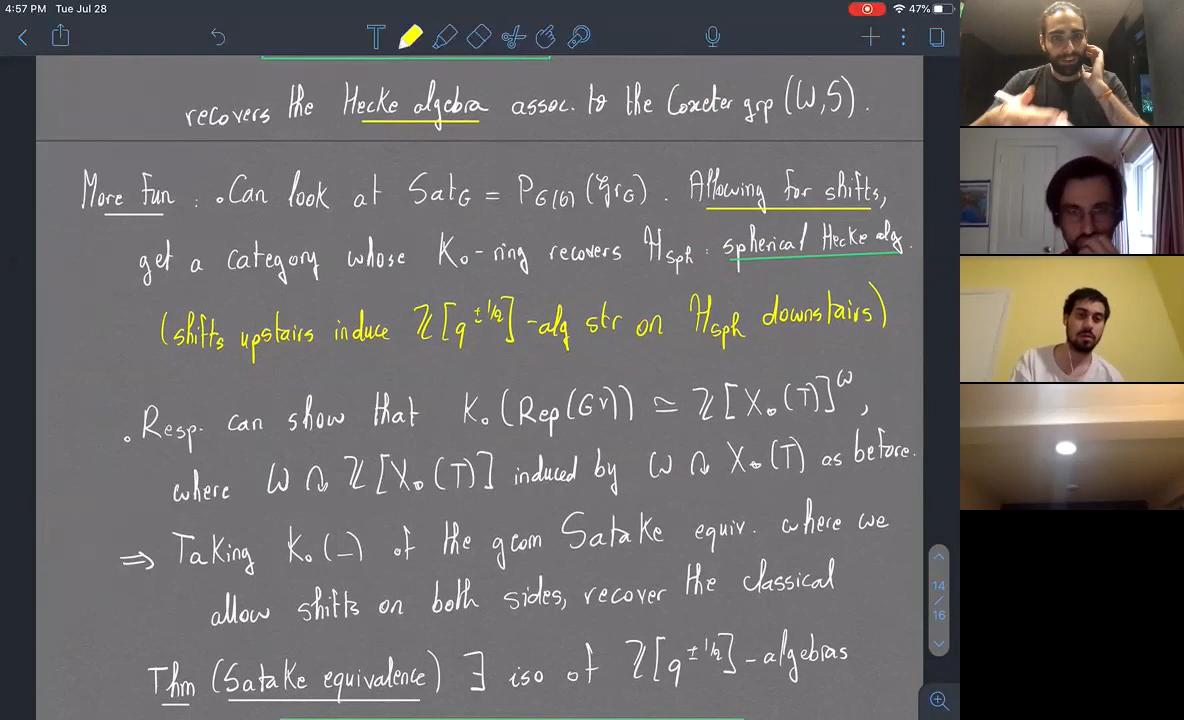 4:57 PM Tue Jul 28
47%
recovers the Hecke algebra assoc. to the Coxeter grp (W,S).
More Fun : • Can look at Sat_G = P_{G(O)}(Gr_G). Allowing for shifts,
get a category whose K₀-ring recovers H_sph : spherical Hecke alg.
(shifts upstairs induce ℤ[q^{±1/2}]-alg str on H_sph downstairs)
• Resp. can show that K₀(Rep(G^∨)) ≃ ℤ[X_•(T)]^W,
where W ↷ ℤ[X_•(T)] induced by W ↷ X_•(T) as before.
⇒ Taking K₀(–) of the geom Satake equiv. where we
allow shifts on both sides, recover the classical
Thm (Satake equivalence) ∃ iso of ℤ[q^{±1/2}]-algebras
14
/
16